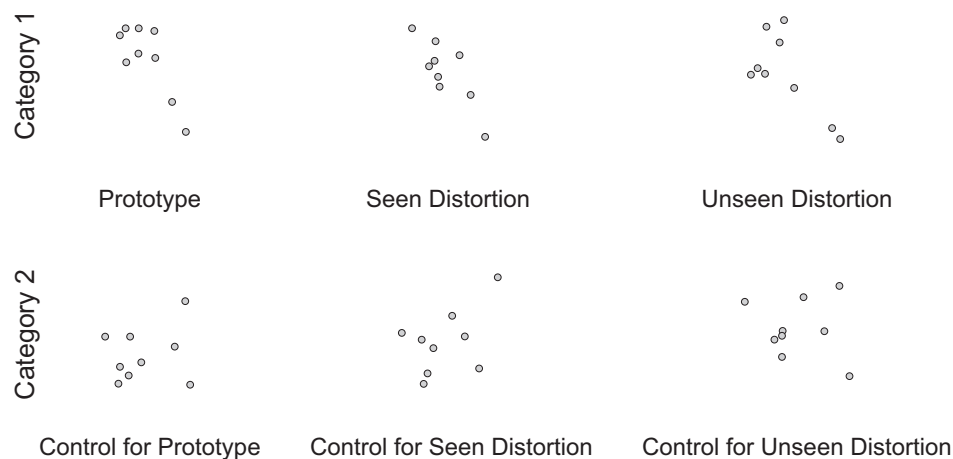 Category 1
Prototype
Seen Distortion
Unseen Distortion
Category 2
Control for Prototype
Control for Seen Distortion
Control for Unseen Distortion